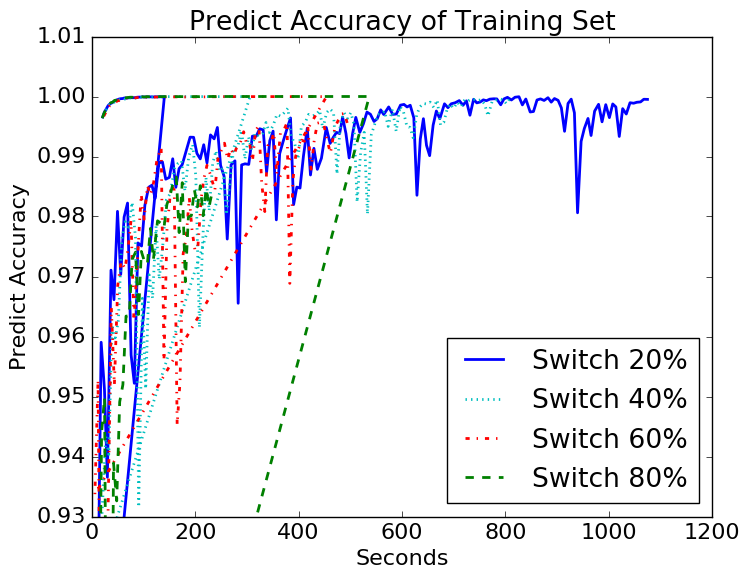 Predict Accuracy of Training Set
1.01
1.00
0.99
0.98
0.97
0.96
0.95
0.94
0.93
Predict Accuracy
0
200
400
600
800
1000
1200
Seconds
Switch 20%
Switch 40%
Switch 60%
Switch 80%